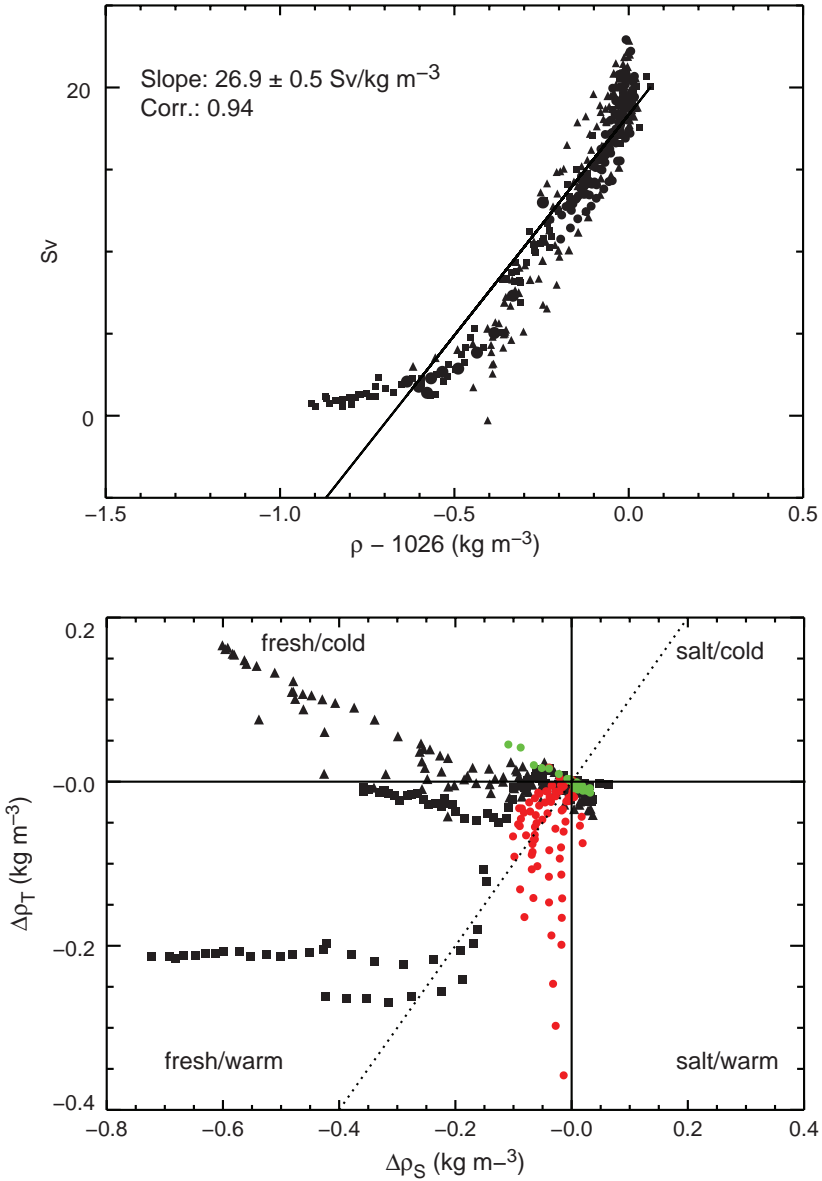 Slope: 26.9 ± 0.5 Sv/kg m⁻³
Corr.: 0.94
20
10
0
Sv
−1.5 −1.0 −0.5 0.0 0.5
ρ − 1026 (kg m⁻³)
0.2
−0.0
−0.2
−0.4
fresh/cold
salt/cold
fresh/warm
salt/warm
Δρ_T (kg m⁻³)
−0.8 −0.6 −0.4 −0.2 −0.0 0.2 0.4
Δρ_S (kg m−³)